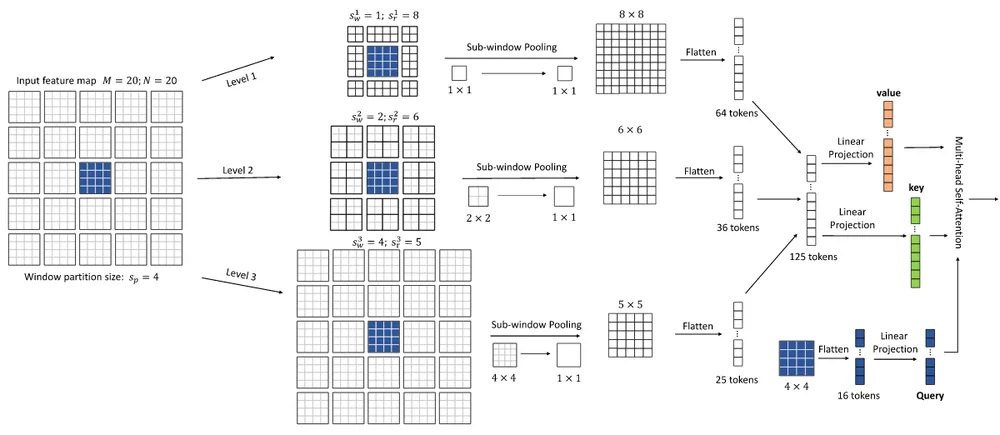 Input feature map M = 20; N = 20
Window partition size: s_p = 4
Level 1
Level 2
Level 3
s_w^1 = 1; s_r^1 = 8
Sub-window Pooling
1 × 1
1 × 1
8 × 8
Flatten
64 tokens
s_w^2 = 2; s_r^2 = 6
Sub-window Pooling
2 × 2
1 × 1
6 × 6
Flatten
36 tokens
s_w^3 = 4; s_r^3 = 5
Sub-window Pooling
4 × 4
1 × 1
5 × 5
Flatten
25 tokens
125 tokens
Linear
Projection
value
Linear
Projection
key
4 × 4
Flatten
16 tokens
Linear
Projection
Query
Multi-head Self-Attention